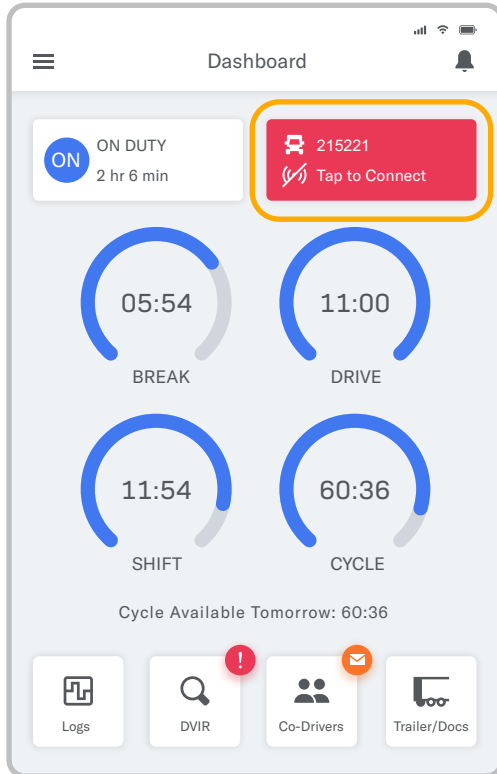 Dashboard
ON
ON DUTY
2 hr 6 min
215221
Tap to Connect
05:54
BREAK
11:00
DRIVE
11:54
SHIFT
60:36
CYCLE
Cycle Available Tomorrow: 60:36
!
Logs
DVIR
Co-Drivers
Trailer/Docs